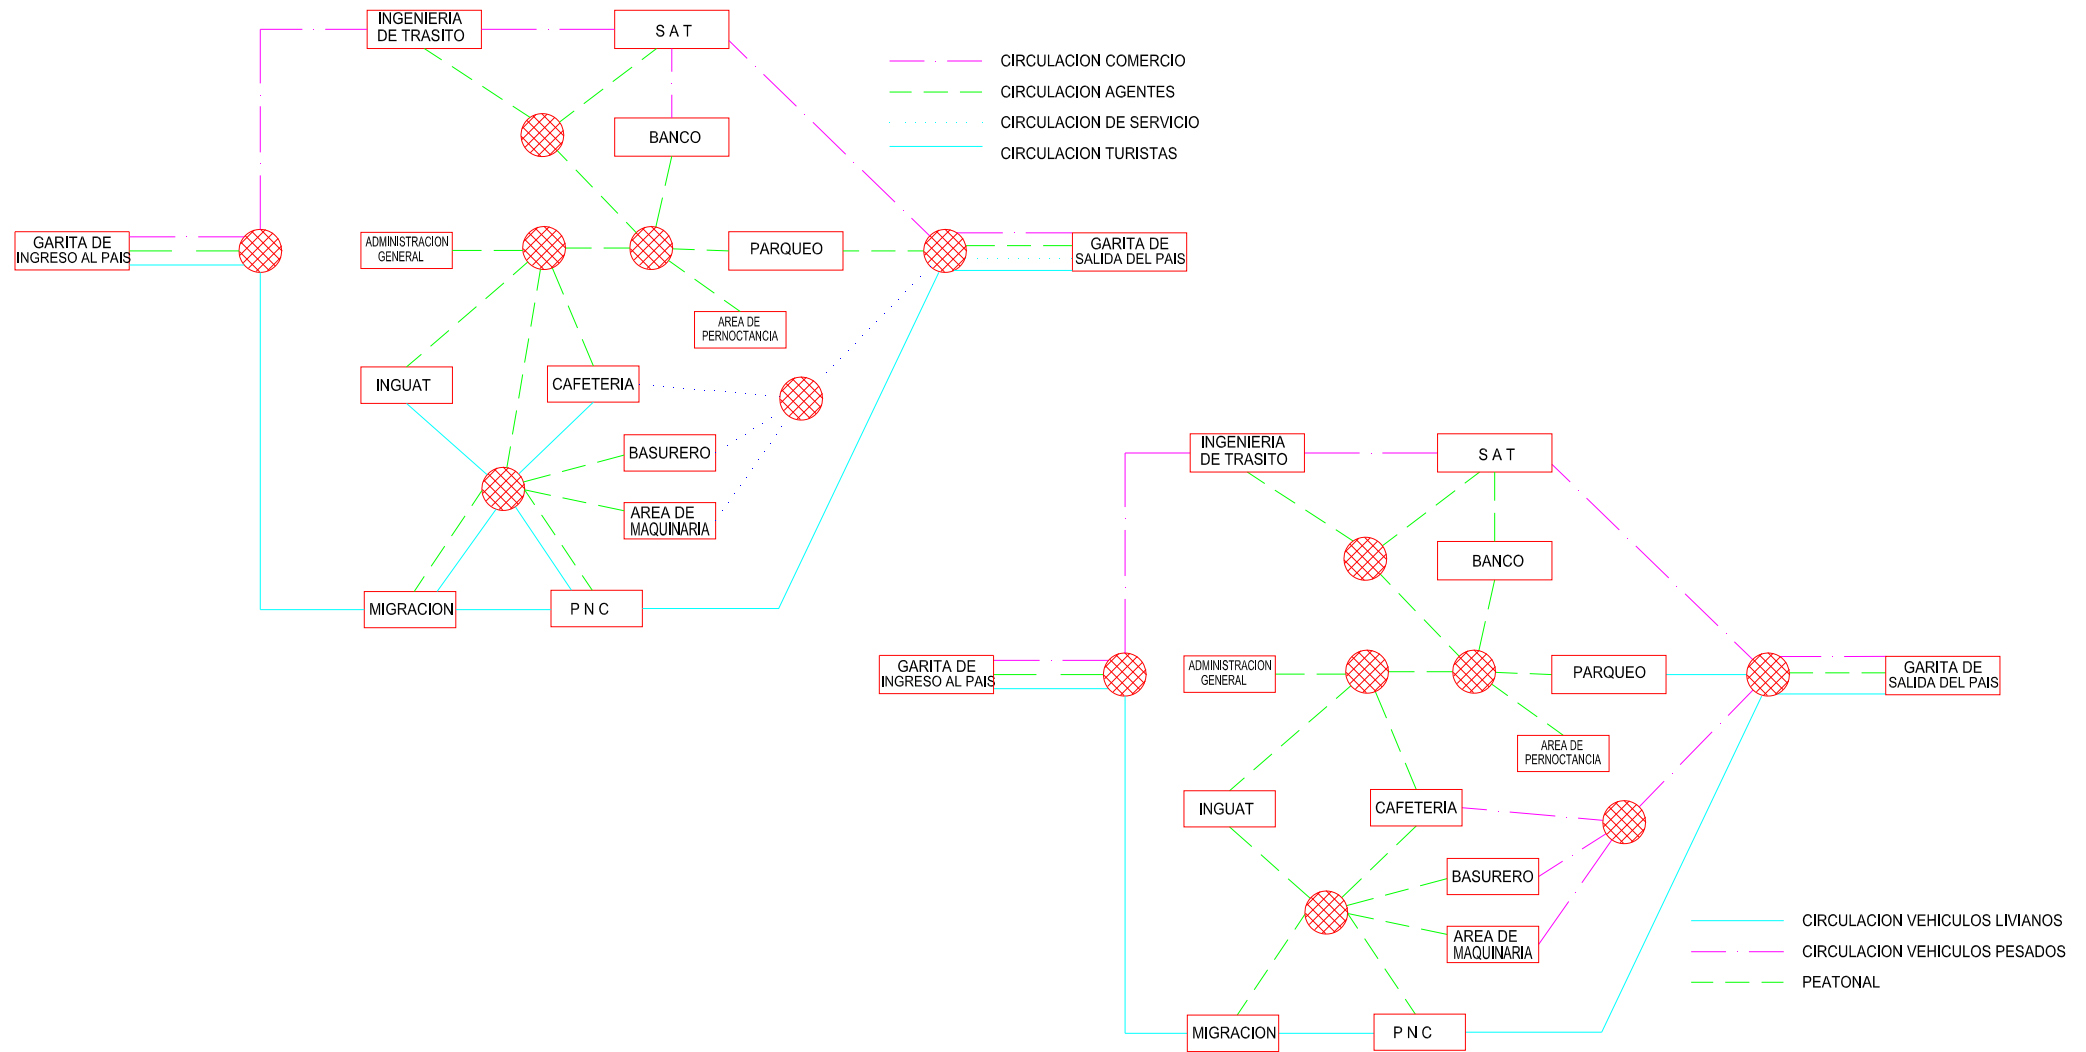 INGENIERIA
DE TRASITO
S A T
CIRCULACION COMERCIO
CIRCULACION AGENTES
CIRCULACION DE SERVICIO
CIRCULACION TURISTAS
BANCO
GARITA DE
INGRESO AL PAIS
ADMINISTRACION
GENERAL
PARQUEO
GARITA DE
SALIDA DEL PAIS
AREA DE
PERNOCTANCIA
INGUAT
CAFETERIA
BASURERO
AREA DE
MAQUINARIA
MIGRACION
P N C
INGENIERIA
DE TRASITO
S A T
BANCO
GARITA DE
INGRESO AL PAIS
ADMINISTRACION
GENERAL
PARQUEO
GARITA DE
SALIDA DEL PAIS
AREA DE
PERNOCTANCIA
INGUAT
CAFETERIA
BASURERO
AREA DE
MAQUINARIA
MIGRACION
P N C
CIRCULACION VEHICULOS LIVIANOS
CIRCULACION VEHICULOS PESADOS
PEATONAL